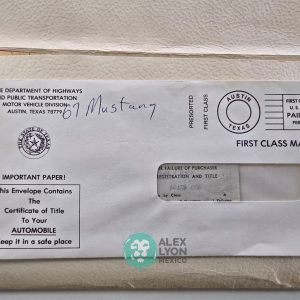 DEPARTMENT OF HIGHWAYS
AND PUBLIC TRANSPORTATION
MOTOR VEHICLE DIVISION
AUSTIN, TEXAS 78779
67 Mustang
PRESORTED
FIRST CLASS
AUSTIN
TEXAS
FIRST
PAID
FIRST CLASS MA
IMPORTANT PAPER!
This Envelope Contains
The
Certificate of Title
To Your
AUTOMOBILE
Keep it in a safe place
FAILURE OF PURCHASER
REGISTRATION AND TITLE
ALEX
LYON
MEXICO